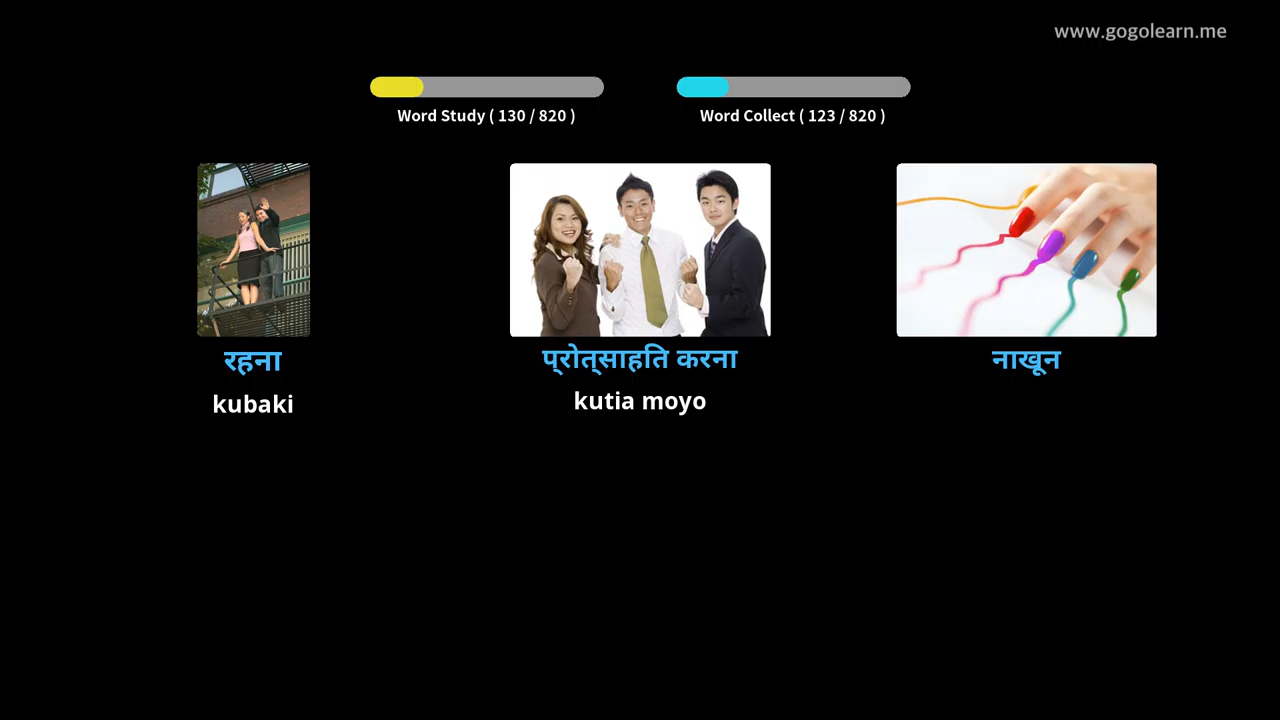 www.gogolearn.me
Word Study ( 130 / 820 )
Word Collect ( 123 / 820 )
रहना
प्रोत्साहति करना
नाखून
kubaki
kutia moyo